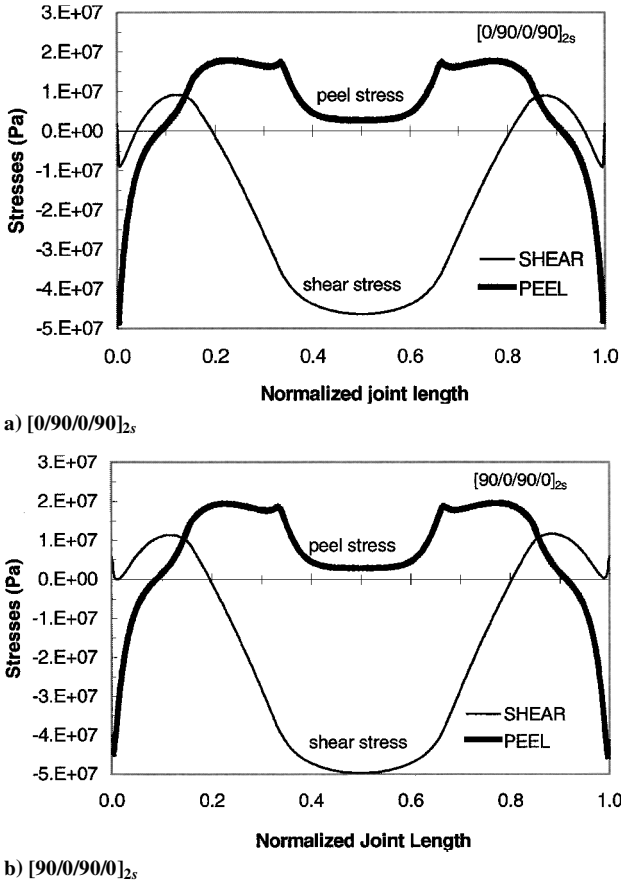 3.E+07
2.E+07
1.E+07
0.E+00
-1.E+07
-2.E+07
-3.E+07
-4.E+07
-5.E+07
Stresses (Pa)
[0/90/0/90]2s
peel stress
shear stress
SHEAR
PEEL
0.0 0.2 0.4 0.6 0.8 1.0
Normalized joint length
a) [0/90/0/90]2s
3.E+07
2.E+07
1.E+07
0.E+00
-1.E+07
-2.E+07
-3.E+07
-4.E+07
-5.E+07
Stresses (Pa)
[90/0/90/0]2s
peel stress
shear stress
SHEAR
PEEL
0.0 0.2 0.4 0.6 0.8 1.0
Normalized Joint Length
b) [90/0/90/0]2s